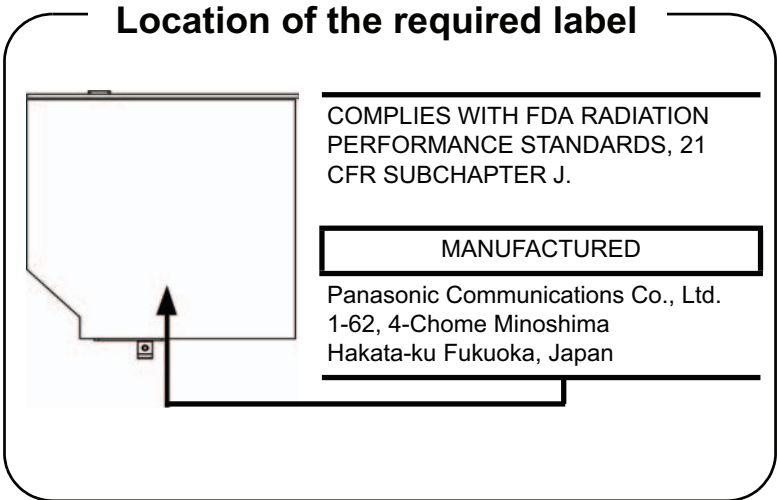 Location of the required label
COMPLIES WITH FDA RADIATION
PERFORMANCE STANDARDS, 21
CFR SUBCHAPTER J.
MANUFACTURED
Panasonic Communications Co., Ltd.
1-62, 4-Chome Minoshima
Hakata-ku Fukuoka, Japan